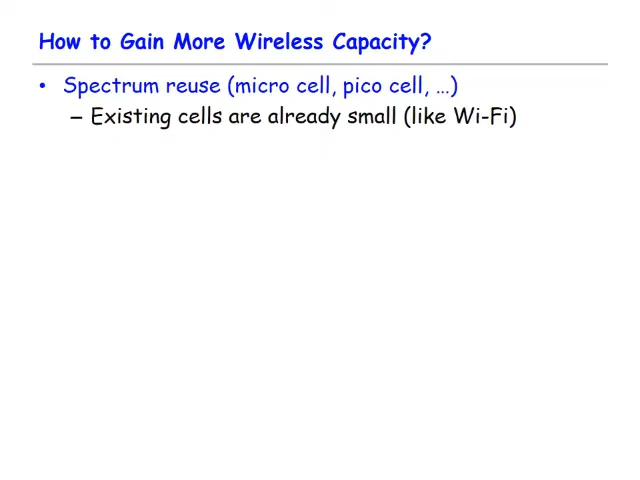 How to Gain More Wireless Capacity?
• Spectrum reuse (micro cell, pico cell, …)
– Existing cells are already small (like Wi-Fi)